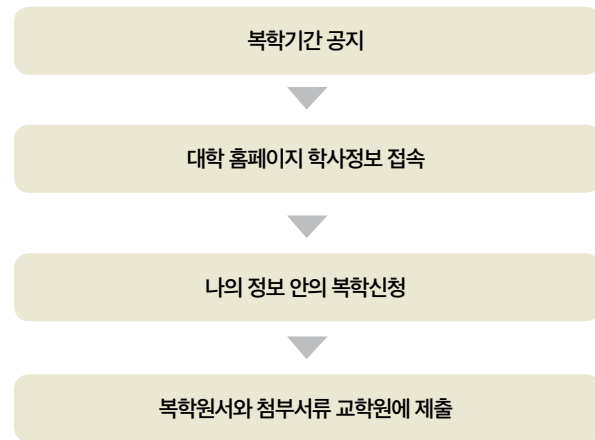 복학기간 공지
대학 홈페이지 학사정보 접속
나의 정보 안의 복학신청
복학원서와 첨부서류 교학원에 제출